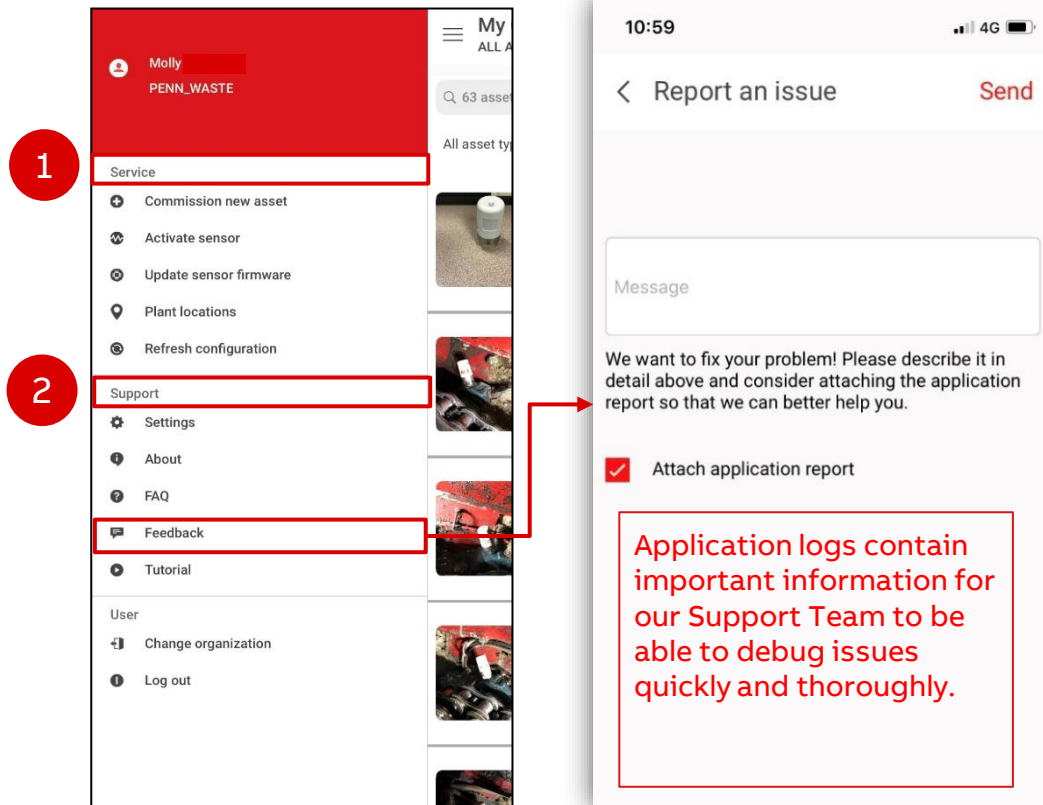 Molly
PENN_WASTE
1
Service
Commission new asset
Activate sensor
Update sensor firmware
Plant locations
Refresh configuration
2
Support
Settings
About
FAQ
Feedback
Tutorial
User
Change organization
Log out
My
ALL A
63 asset
All asset ty
10:59
4G
Report an issue
Send
Message
We want to fix your problem! Please describe it in
detail above and consider attaching the application
report so that we can better help you.
Attach application report
Application logs contain
important information for
our Support Team to be
able to debug issues
quickly and thoroughly.